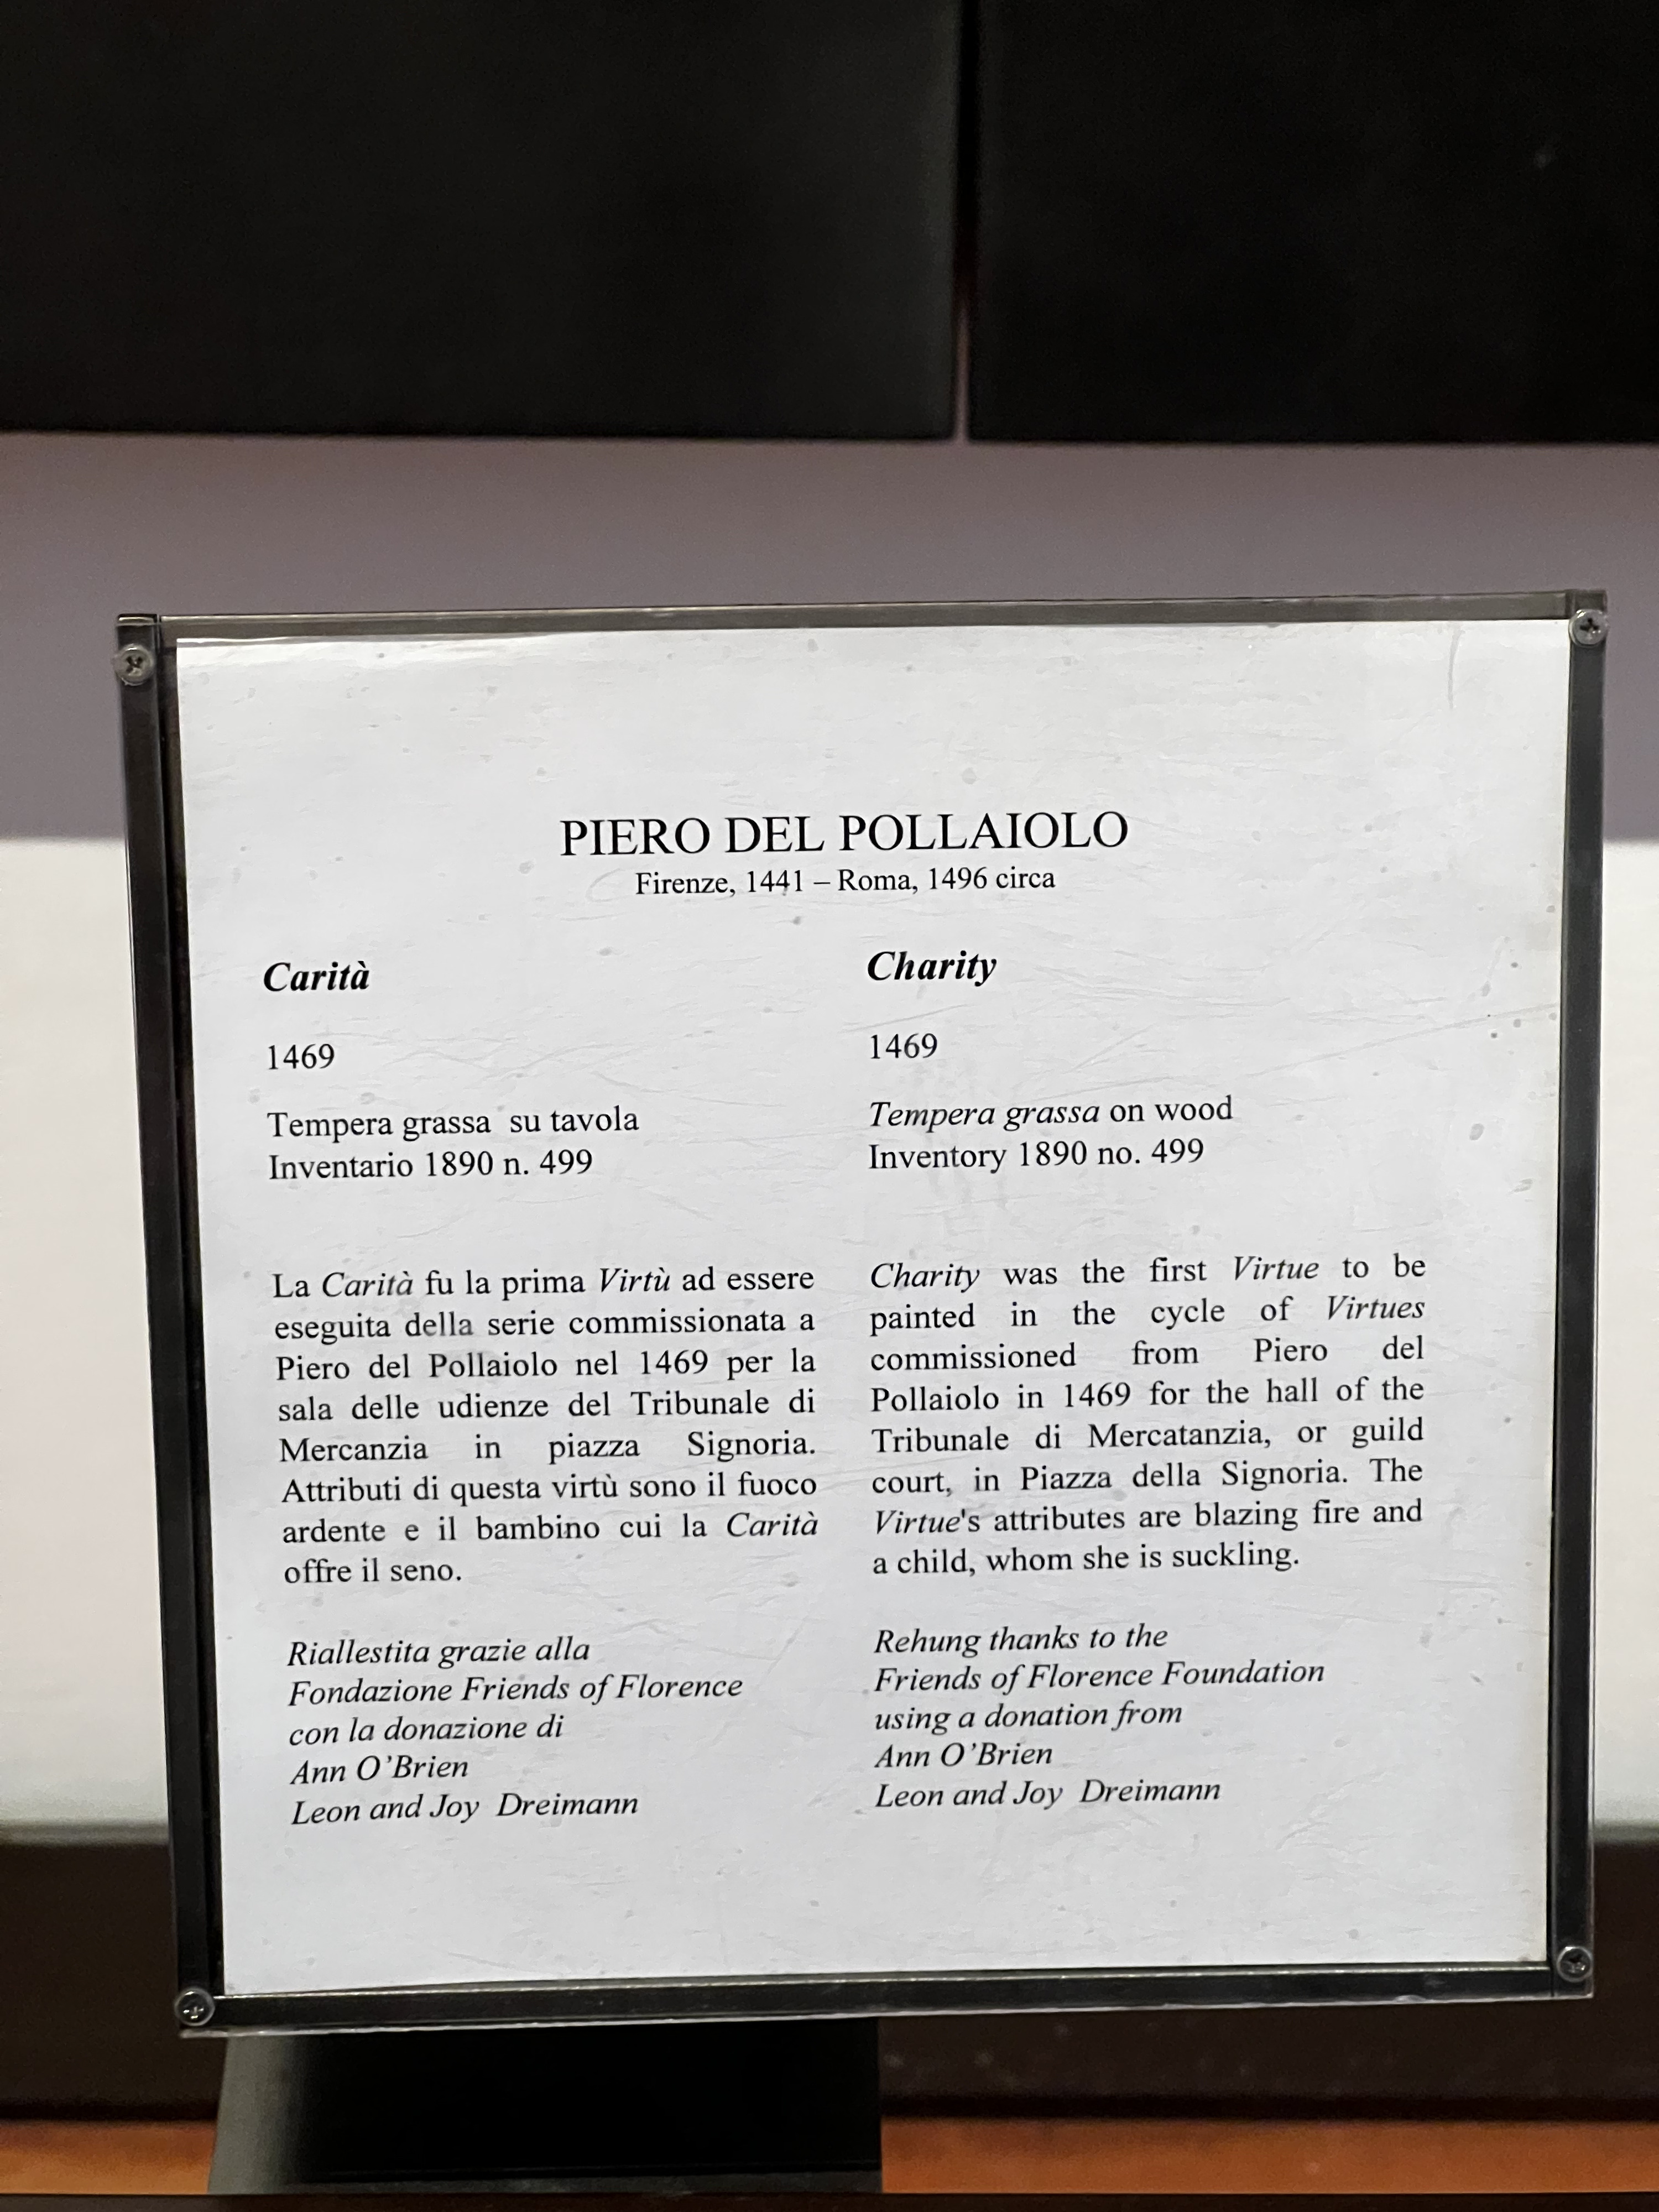 PIERO DEL POLLAIOLO
Firenze, 1441 – Roma, 1496 circa
Carità
1469
Tempera grassa su tavola
Inventario 1890 n. 499
La Carità fu la prima Virtù ad essere
eseguita della serie commissionata a
Piero del Pollaiolo nel 1469 per la
sala delle udienze del Tribunale di
Mercanzia in piazza Signoria.
Attributi di questa virtù sono il fuoco
ardente e il bambino cui la Carità
offre il seno.
Riallestita grazie alla
Fondazione Friends of Florence
con la donazione di
Ann O’Brien
Leon and Joy Dreimann
Charity
1469
Tempera grassa on wood
Inventory 1890 no. 499
Charity was the first Virtue to be
painted in the cycle of Virtues
commissioned from Piero del
Pollaiolo in 1469 for the hall of the
Tribunale di Mercatanzia, or guild
court, in Piazza della Signoria. The
Virtue's attributes are blazing fire and
a child, whom she is suckling.
Rehung thanks to the
Friends of Florence Foundation
using a donation from
Ann O’Brien
Leon and Joy Dreimann